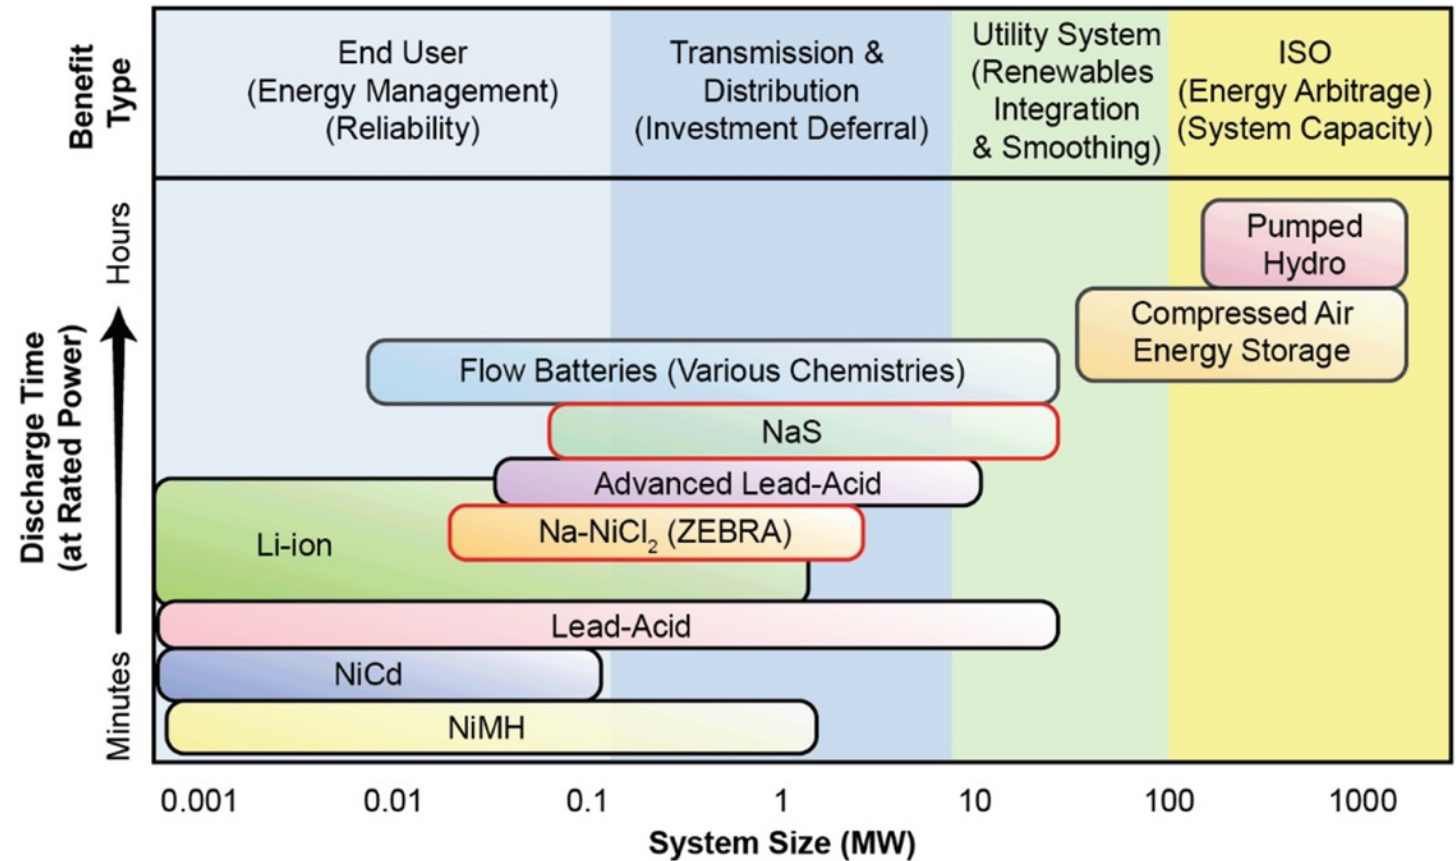 Benefit
Type
End User
(Energy Management)
(Reliability)
Transmission &
Distribution
(Investment Deferral)
Utility System
(Renewables
Integration
& Smoothing)
ISO
(Energy Arbitrage)
(System Capacity)
Discharge Time
(at Rated Power)
Hours
Minutes
Pumped
Hydro
Compressed Air
Energy Storage
Flow Batteries (Various Chemistries)
NaS
Advanced Lead-Acid
Na-NiCl₂ (ZEBRA)
Li-ion
Lead-Acid
NiCd
NiMH
0.001 0.01 0.1 1 10 100 1000
System Size (MW)